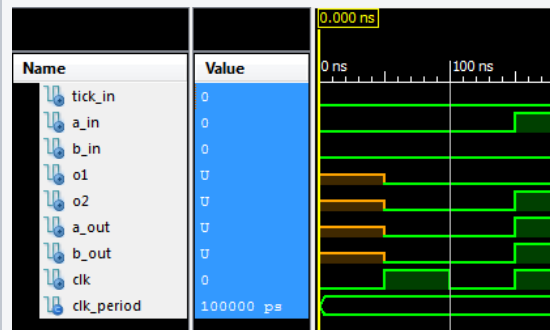 0.000 ns
Name Value 0 ns 100 ns
tick_in 0
a_in 0
b_in 0
o1 U
o2 U
a_out U
b_out U
clk 0
clk_period 100000 ps